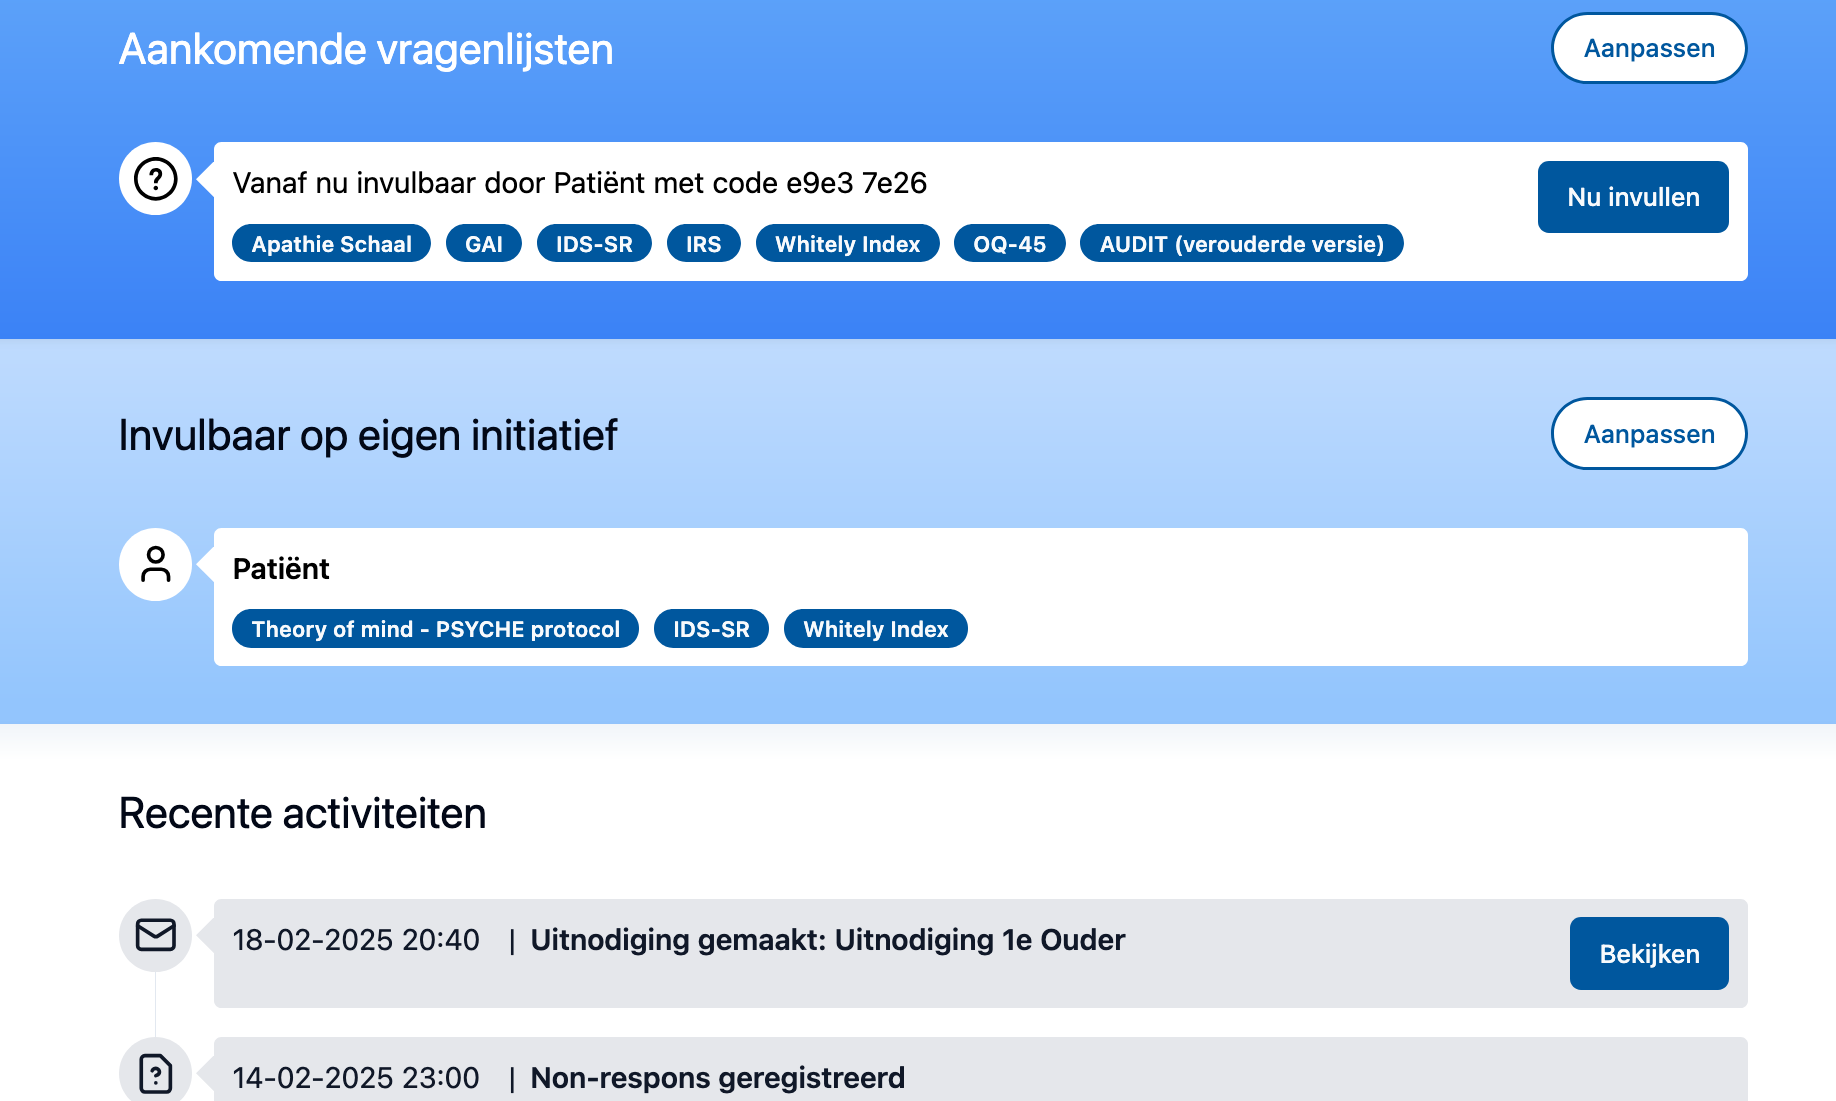 Aankomende vragenlijsten
Aanpassen
Vanaf nu invulbaar door Patiënt met code e9e3 7e26
Nu invullen
Apathie Schaal GAI IDS-SR IRS Whitely Index OQ-45 AUDIT (verouderde versie)
Invulbaar op eigen initiatief
Aanpassen
Patiënt
Theory of mind - PSYCHE protocol IDS-SR Whitely Index
Recente activiteiten
18-02-2025 20:40 | Uitnodiging gemaakt: Uitnodiging 1e Ouder
Bekijken
14-02-2025 23:00 | Non-respons geregistreerd